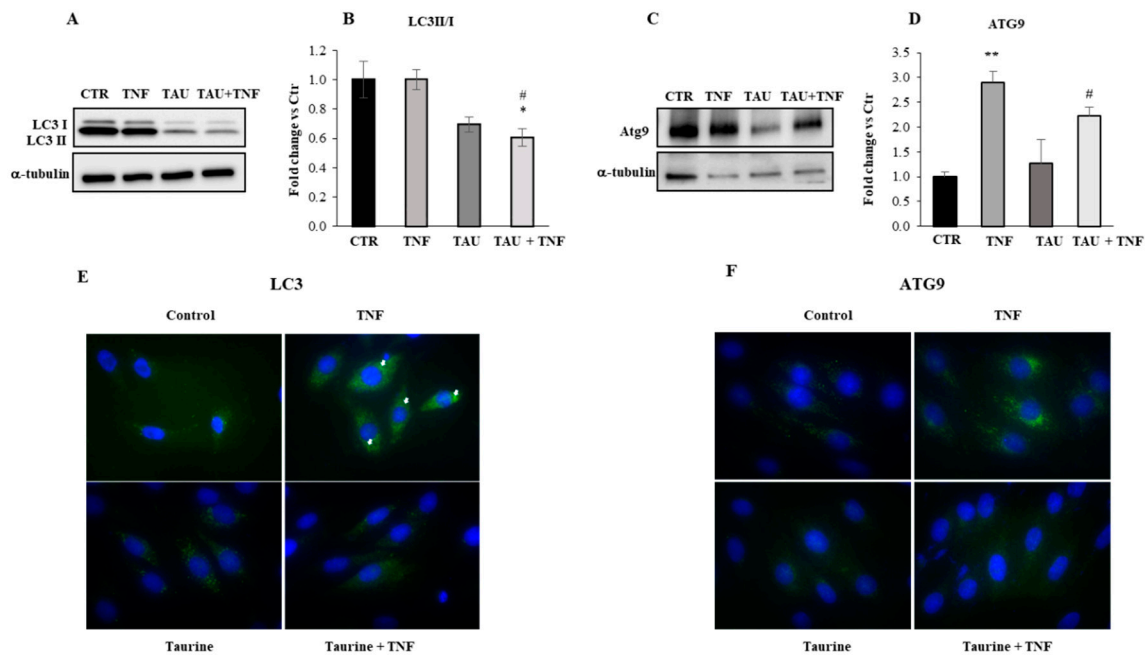 A
CTR TNF TAU TAU+TNF
LC3 I
LC3 II
α-tubulin
B
LC3II/I
Fold change vs Ctr
1.2
1.0
0.8
0.6
0.4
0.2
0.0
#
*
CTR TNF TAU TAU + TNF
C
CTR TNF TAU TAU+TNF
Atg9
α-tubulin
D
ATG9
Fold change vs Ctr
3.5
3.0
2.5
2.0
1.5
1.0
0.5
0.0
**
#
CTR TNF TAU TAU + TNF
E
LC3
Control TNF
Taurine Taurine + TNF
F
ATG9
Control TNF
Taurine Taurine + TNF